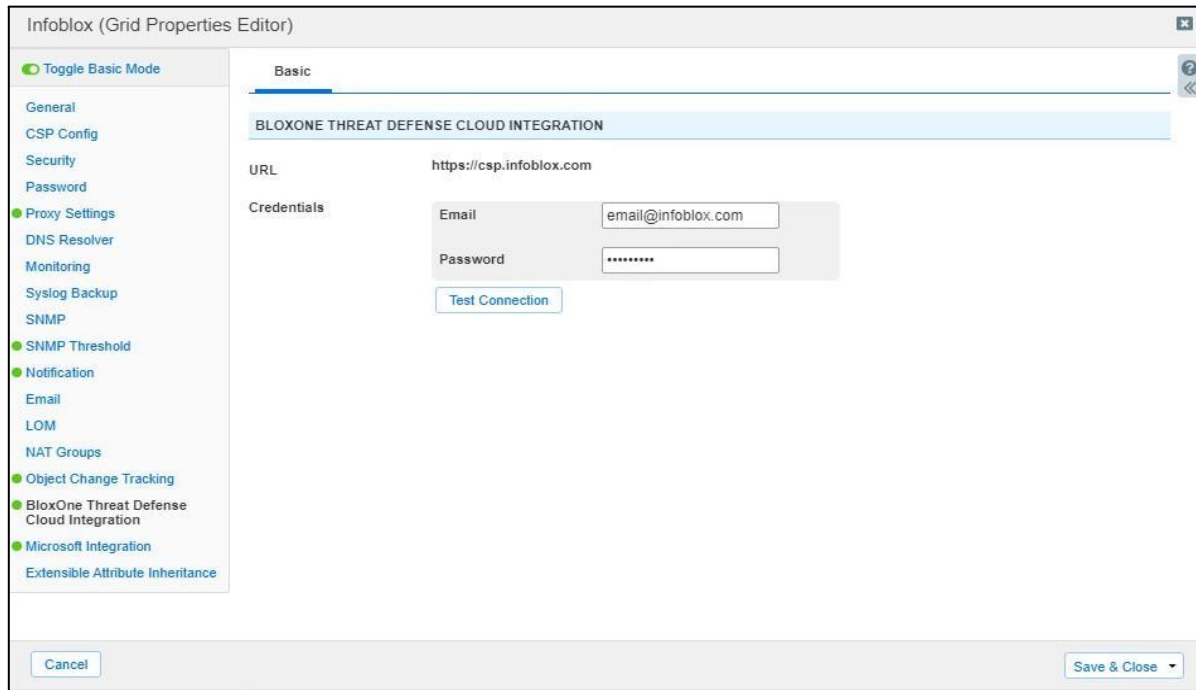 Infoblox (Grid Properties Editor)
Toggle Basic Mode
General
CSP Config
Security
Password
Proxy Settings
DNS Resolver
Monitoring
Syslog Backup
SNMP
SNMP Threshold
Notification
Email
LOM
NAT Groups
Object Change Tracking
BloxOne Threat Defense
Cloud Integration
Microsoft Integration
Extensible Attribute Inheritance
Basic
BLOXONE THREAT DEFENSE CLOUD INTEGRATION
URL https://csp.infoblox.com
Credentials
Email email@infoblox.com
Password •••••••••
Test Connection
Cancel
Save & Close